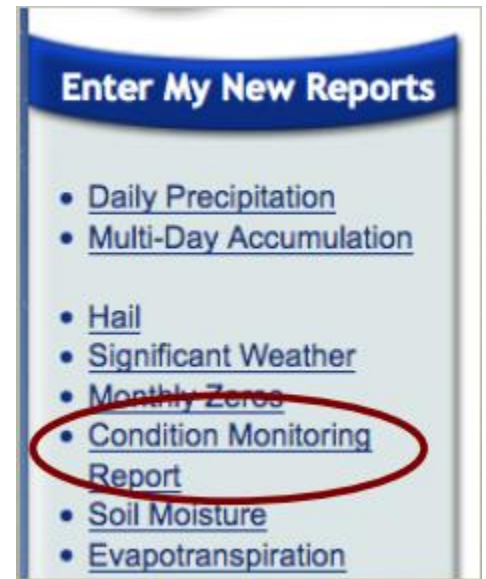 Enter My New Reports
• Daily Precipitation
• Multi-Day Accumulation
• Hail
• Significant Weather
• Monthly Zeros
• Condition Monitoring
Report
• Soil Moisture
• Evapotranspiration